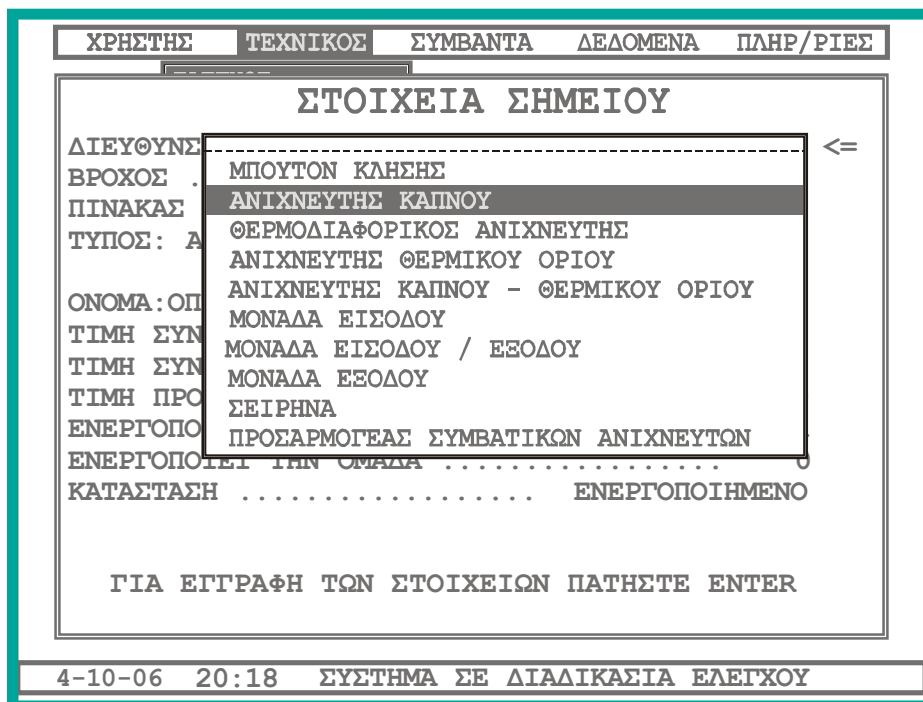 ΧΡΗΣΤΗΣ ΤΕΧΝΙΚΟΣ ΣΥΜΒΑΝΤΑ ΔΕΔΟΜΕΝΑ ΠΛΗΡ/ΡΙΕΣ
ΣΤΟΙΧΕΙΑ ΣΗΜΕΙΟΥ
ΔΙΕΥΘΥΝΣ <=
ΒΡΟΧΟΣ .
ΠΙΝΑΚΑΣ
ΤΥΠΟΣ: Α
ΟΝΟΜΑ:ΟΠ
ΤΙΜΗ ΣΥΝ
ΤΙΜΗ ΣΥΝ
ΤΙΜΗ ΠΡΟ
ΕΝΕΡΓΟΠΟ
ΜΠΟΥΤΟΝ ΚΛΗΣΗΣ
ΑΝΙΧΝΕΥΤΗΣ ΚΑΠΝΟΥ
ΘΕΡΜΟΔΙΑΦΟΡΙΚΟΣ ΑΝΙΧΝΕΥΤΗΣ
ΑΝΙΧΝΕΥΤΗΣ ΘΕΡΜΙΚΟΥ ΟΡΙΟΥ
ΑΝΙΧΝΕΥΤΗΣ ΚΑΠΝΟΥ - ΘΕΡΜΙΚΟΥ ΟΡΙΟΥ
ΜΟΝΑΔΑ ΕΙΣΟΔΟΥ
ΜΟΝΑΔΑ ΕΙΣΟΔΟΥ / ΕΞΟΔΟΥ
ΜΟΝΑΔΑ ΕΞΟΔΟΥ
ΣΕΙΡΗΝΑ
ΠΡΟΣΑΡΜΟΓΕΑΣ ΣΥΜΒΑΤΙΚΩΝ ΑΝΙΧΝΕΥΤΩΝ
ΕΝΕΡΓΟΠΟΙΕΙ ΤΗΝ ΟΜΑΔΑ ................. 0
ΚΑΤΑΣΤΑΣΗ .................. ΕΝΕΡΓΟΠΟΙΗΜΕΝΟ
ΓΙΑ ΕΓΓΡΑΦΗ ΤΩΝ ΣΤΟΙΧΕΙΩΝ ΠΑΤΗΣΤΕ ENTER
4-10-06 20:18 ΣΥΣΤΗΜΑ ΣΕ ΔΙΑΔΙΚΑΣΙΑ ΕΛΕΓΧΟΥ